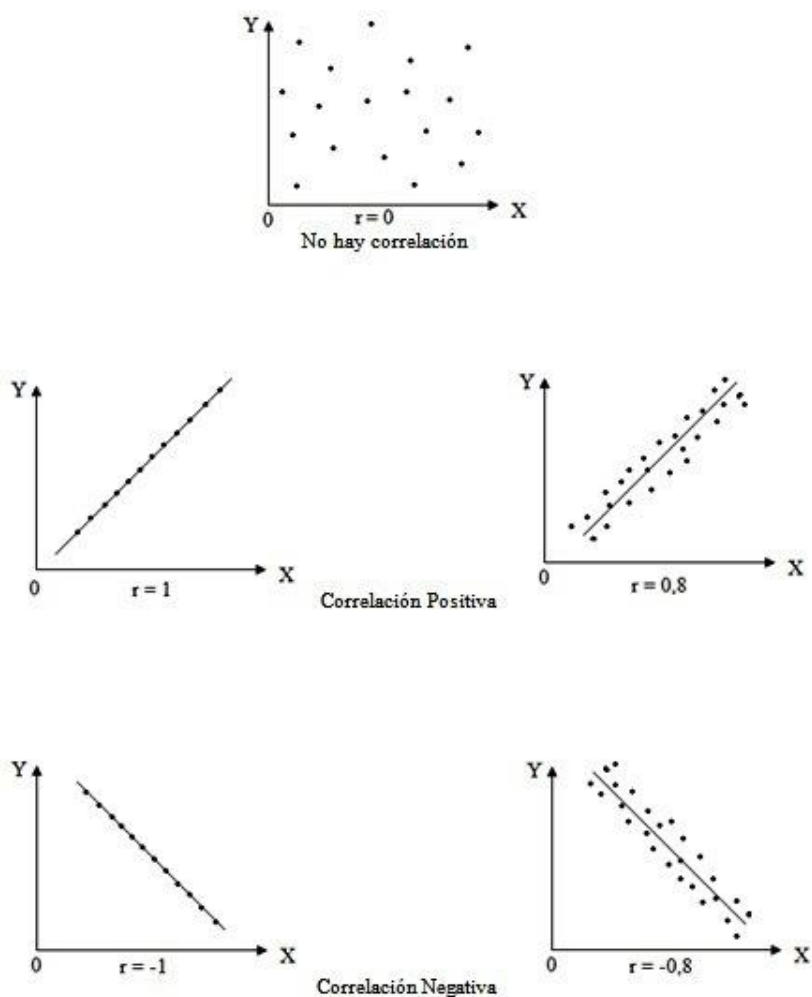 Y
0
r = 0
X
No hay correlación
Y
0
r = 1
X
Y
0
r = 0,8
X
Correlación Positiva
Y
0
r = -1
X
Y
0
r = -0,8
X
Correlación Negativa